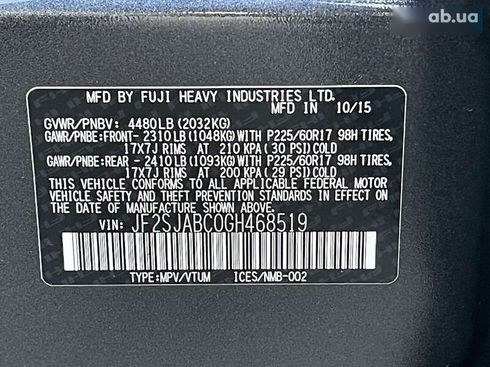 ab.ua
MFD BY FUJI HEAVY INDUSTRIES LTD.
10/15
GVWR/PNBV: 4480LB (2032KG)
GAWR/PNBE:FRONT- 2310LB (1048KG) WITH P225/60R17 98H TIRES,
17X7J RIMS AT 210 KPA (30 PSI) COLD
GAWR/PNBE:REAR - 2410LB (1093KG) WITH P225/60R17 98H TIRES,
17X7J RIMS AT 200 KPA (29 PSI) COLD
THIS VEHICLE CONFORMS TO ALL APPLICABLE FEDERAL MOTOR
VEHICLE SAFETY AND BUMPER STANDARDS IN EFFECT ON THE
DATE OF MANUFACTURE SHOWN ABOVE.
VIN: JF2SJABC0GH468519
TYPE:MPV/VTUM ICES/NMB-002